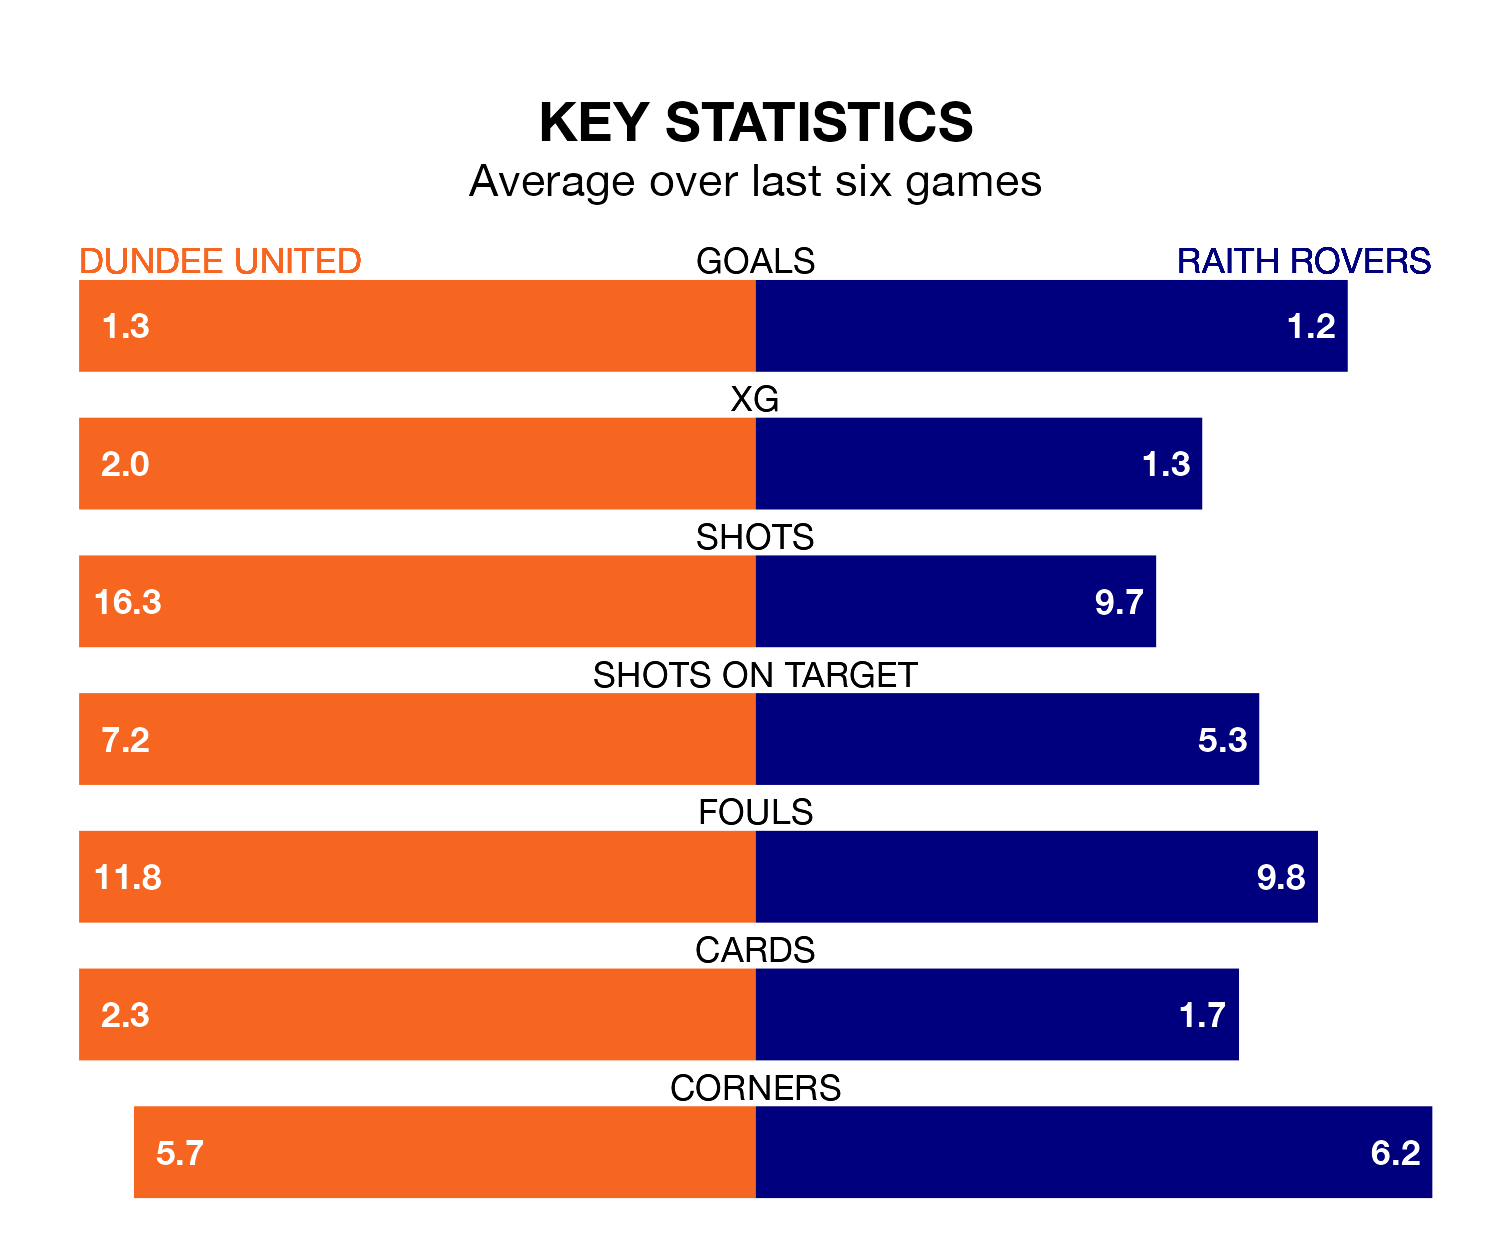 KEY STATISTICS
Average over last six games
DUNDEE UNITED GOALS RAITH ROVERS
1.3 1.2
XG
2.0 1.3
SHOTS
16.3 9.7
SHOTS ON TARGET
7.2 5.3
FOULS
11.8 9.8
CARDS
2.3 1.7
CORNERS
5.7 6.2